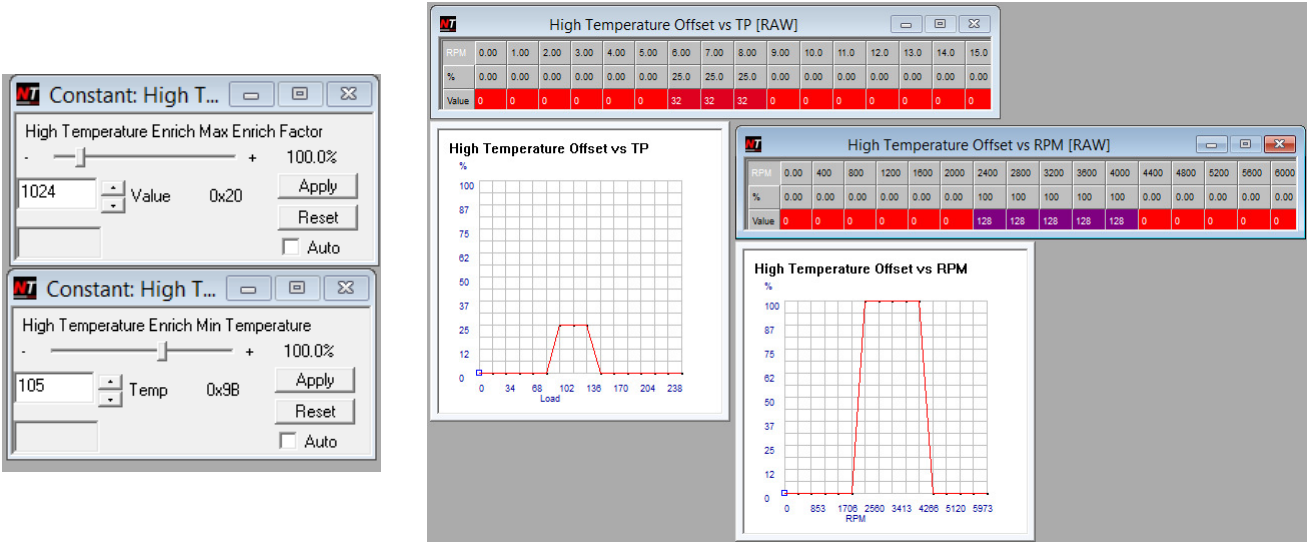 NT Constant: High T...
High Temperature Enrich Max Enrich Factor
- + 100.0%
1024 Value 0x20 Apply
Reset
Auto
NT Constant: High T...
High Temperature Enrich Min Temperature
- + 100.0%
105 Temp 0x9B Apply
Reset
Auto
NT High Temperature Offset vs TP [RAW]
RPM 0.00 1.00 2.00 3.00 4.00 5.00 6.00 7.00 8.00 9.00 10.0 11.0 12.0 13.0 14.0 15.0
% 0.00 0.00 0.00 0.00 0.00 0.00 25.0 25.0 25.0 0.00 0.00 0.00 0.00 0.00 0.00 0.00
Value 0 0 0 0 0 0 32 32 32 0 0 0 0 0 0 0
High Temperature Offset vs TP
%
100
87
75
62
50
37
25
12
0
0 34 68 102 136 170 204 238
Load
NT High Temperature Offset vs RPM [RAW]
RPM 0.00 400 800 1200 1600 2000 2400 2800 3200 3600 4000 4400 4800 5200 5600 6000
% 0.00 0.00 0.00 0.00 0.00 0.00 100 100 100 100 100 0.00 0.00 0.00 0.00 0.00
Value 0 0 0 0 0 0 128 128 128 128 128 0 0 0 0 0
High Temperature Offset vs RPM
%
100
87
75
62
50
37
25
12
0
0 853 1706 2560 3413 4266 5120 5973
RPM